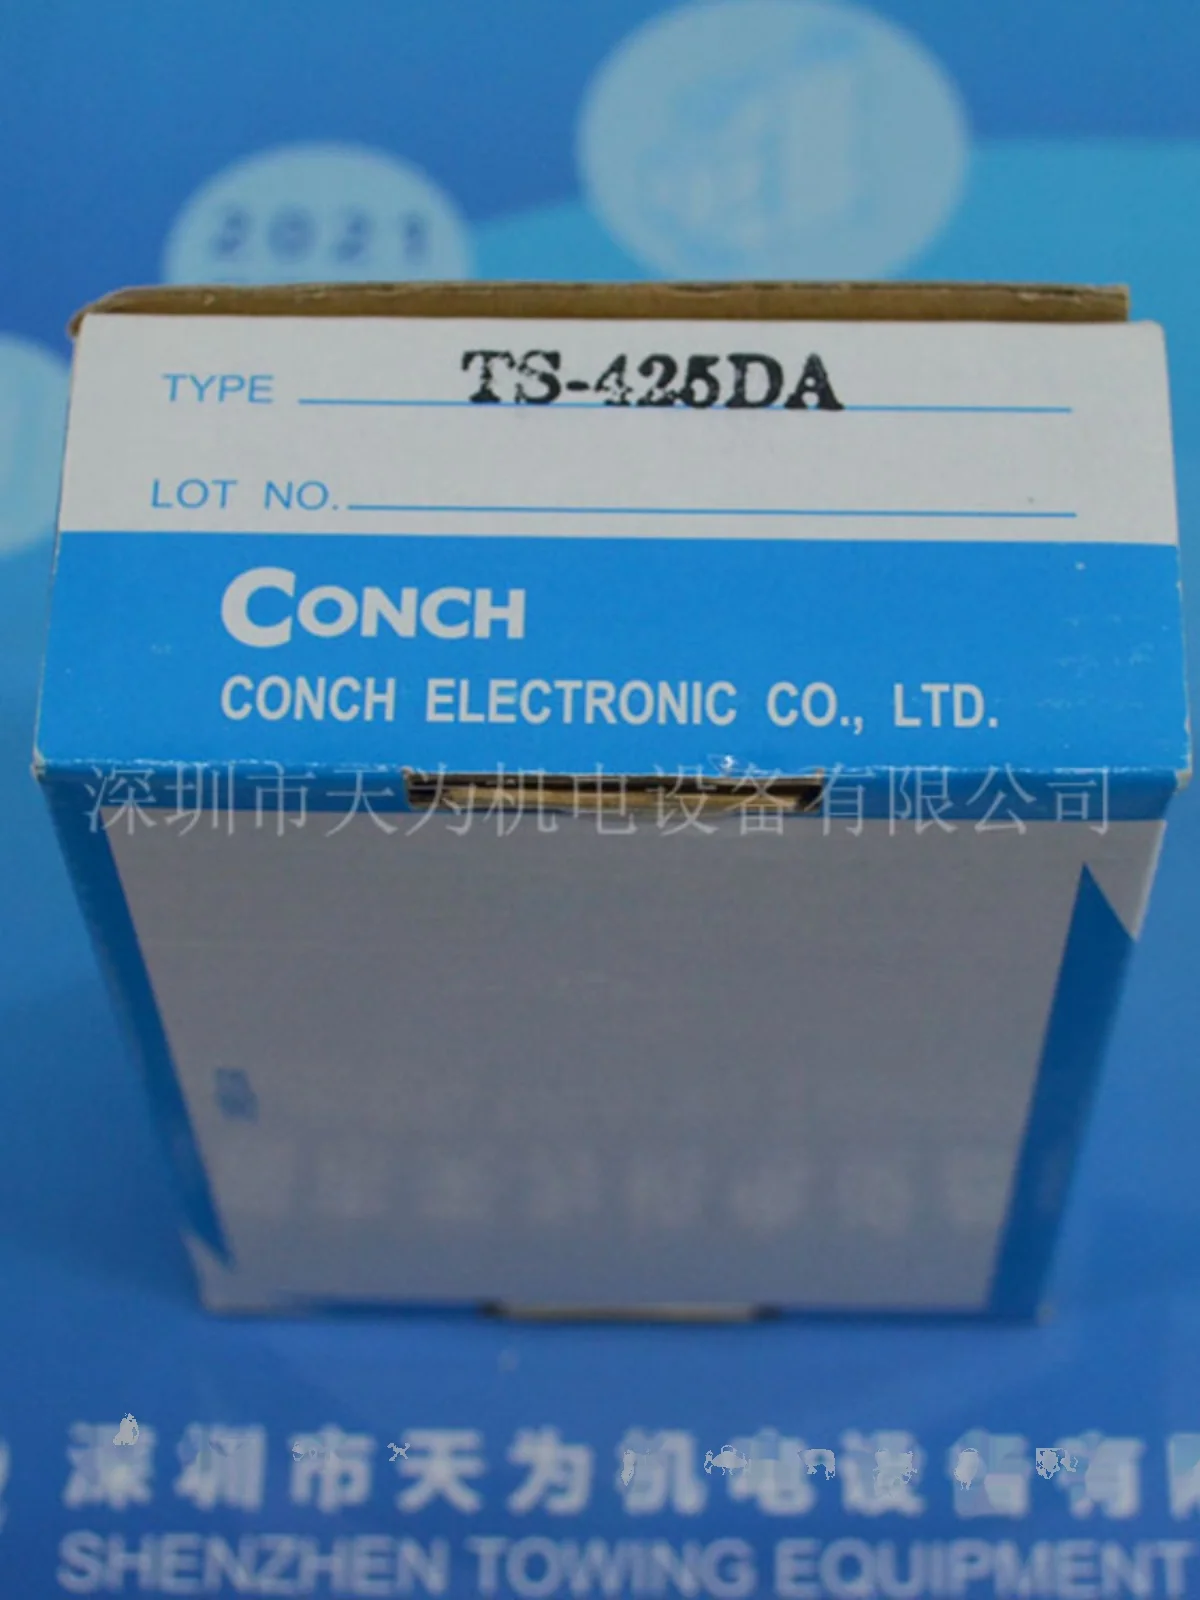 2021
TYPE TS-425DA
LOT NO.
CONCH
CONCH ELECTRONIC CO., LTD.
深圳市天为机电设备有限公司
深圳市天为机电设备有
SHENZHEN TOWING EQUIPMENT